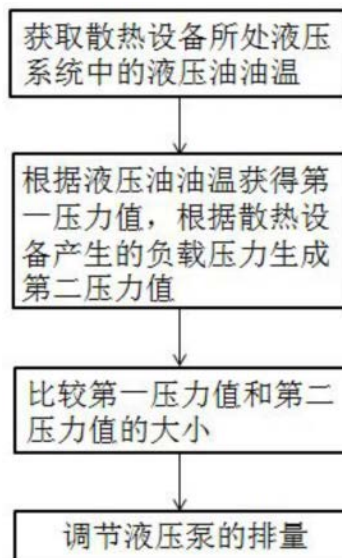 获取散热设备所处液压
系统中的液压油油温
根据液压油油温获得第
一压力值，根据散热设
备产生的负载压力生成
第二压力值
比较第一压力值和第二
压力值的大小
调节液压泵的排量